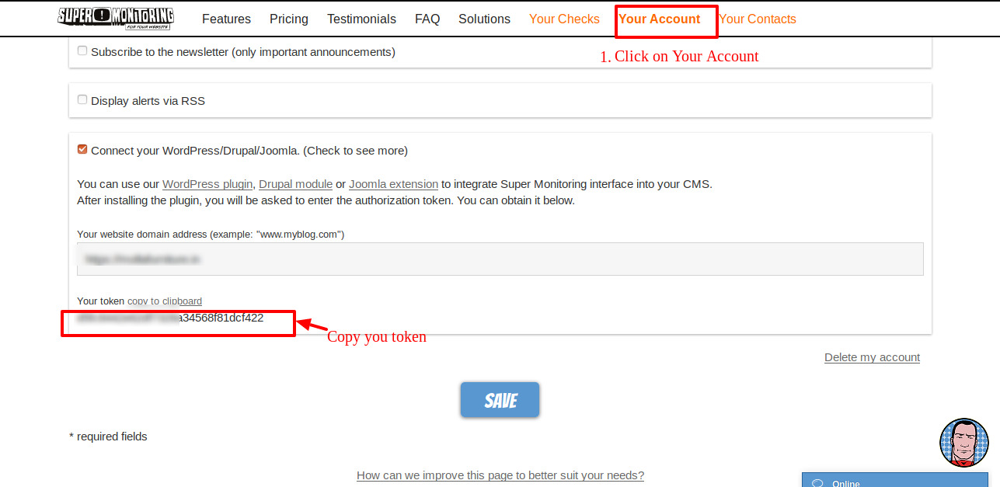 SUPER!MONITORING
FOR YOUR WEBSITE
Features Pricing Testimonials FAQ Solutions Your Checks Your Account Your Contacts
Subscribe to the newsletter (only important announcements)
1. Click on Your Account
Display alerts via RSS
Connect your WordPress/Drupal/Joomla. (Check to see more)
You can use our WordPress plugin, Drupal module or Joomla extension to integrate Super Monitoring interface into your CMS.
After installing the plugin, you will be asked to enter the authorization token. You can obtain it below.
Your website domain address (example: "www.myblog.com")
Your token copy to clipboard
a34568f81dcf422
Copy you token
Delete my account
SAVE
* required fields
How can we improve this page to better suit your needs?
Online